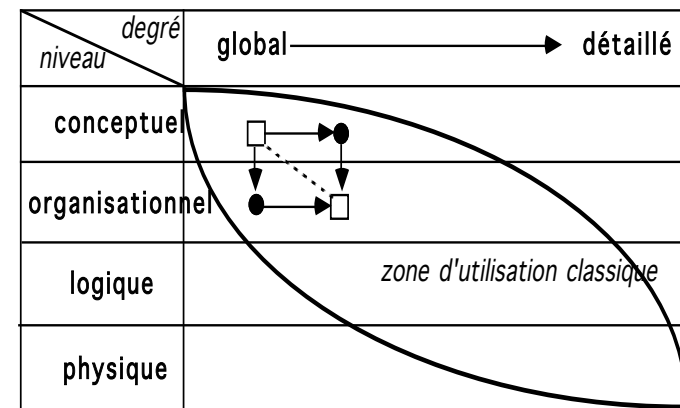 degré
niveau
global détaillé
conceptuel
organisationnel
zone d'utilisation classique
logique
physique